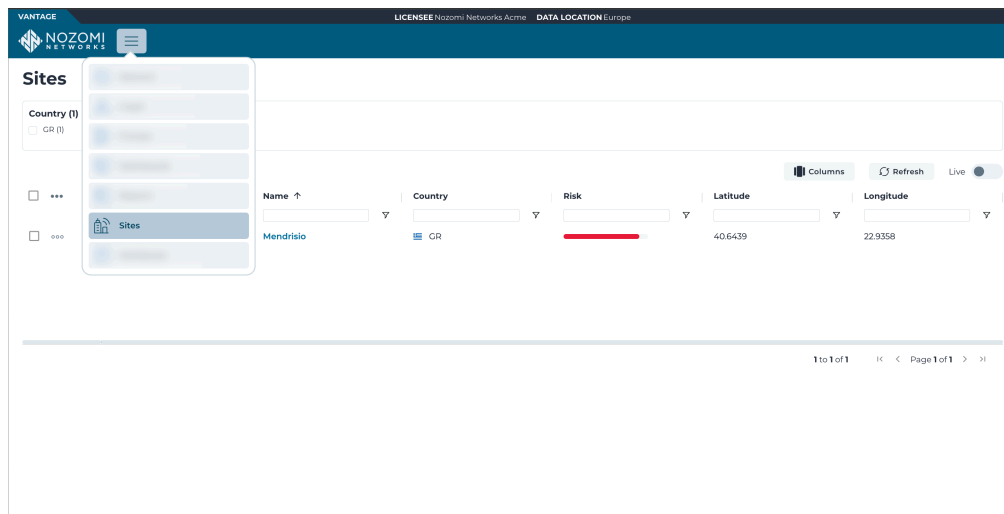 VANTAGE
LICENSEE Nozomi Networks Acme DATA LOCATION Europe
NOZOMI
NETWORKS
Sites
Country (1)
GR (1)
Columns
Refresh
Live
Name ↑ Country Risk Latitude Longitude
Sites
Mendrisio GR 40.6439 22.9358
1 to 1 of 1 Page 1 of 1